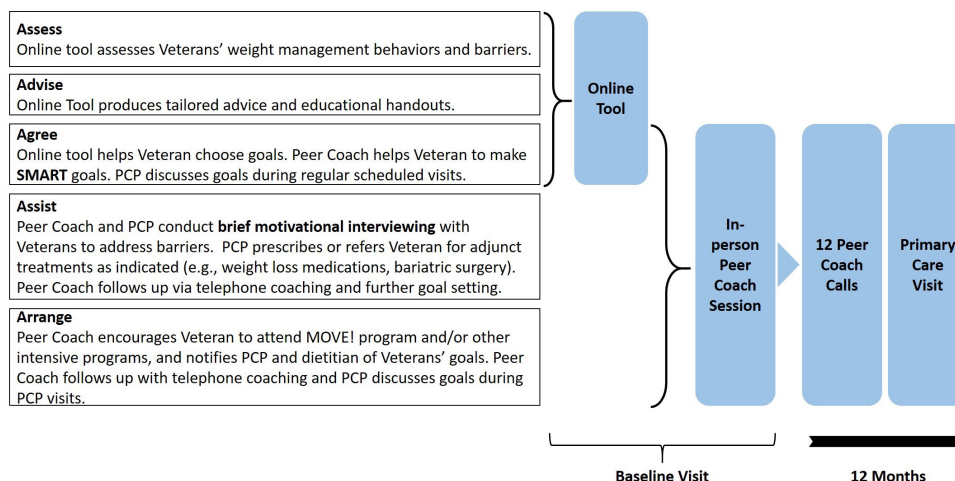 Assess
Online tool assesses Veterans’ weight management behaviors and barriers.
Advise
Online Tool produces tailored advice and educational handouts.
Agree
Online tool helps Veteran choose goals. Peer Coach helps Veteran to make
SMART goals. PCP discusses goals during regular scheduled visits.
Assist
Peer Coach and PCP conduct brief motivational interviewing with
Veterans to address barriers.  PCP prescribes or refers Veteran for adjunct
treatments as indicated (e.g., weight loss medications, bariatric surgery).
Peer Coach follows up via telephone coaching and further goal setting.
Arrange
Peer Coach encourages Veteran to attend MOVE! program and/or other
intensive programs, and notifies PCP and dietitian of Veterans’ goals. Peer
Coach follows up with telephone coaching and PCP discusses goals during
PCP visits.
Online
Tool
In-
person
Peer
Coach
Session
12 Peer
Coach
Calls
Primary
Care
Visit
Baseline Visit
12 Months